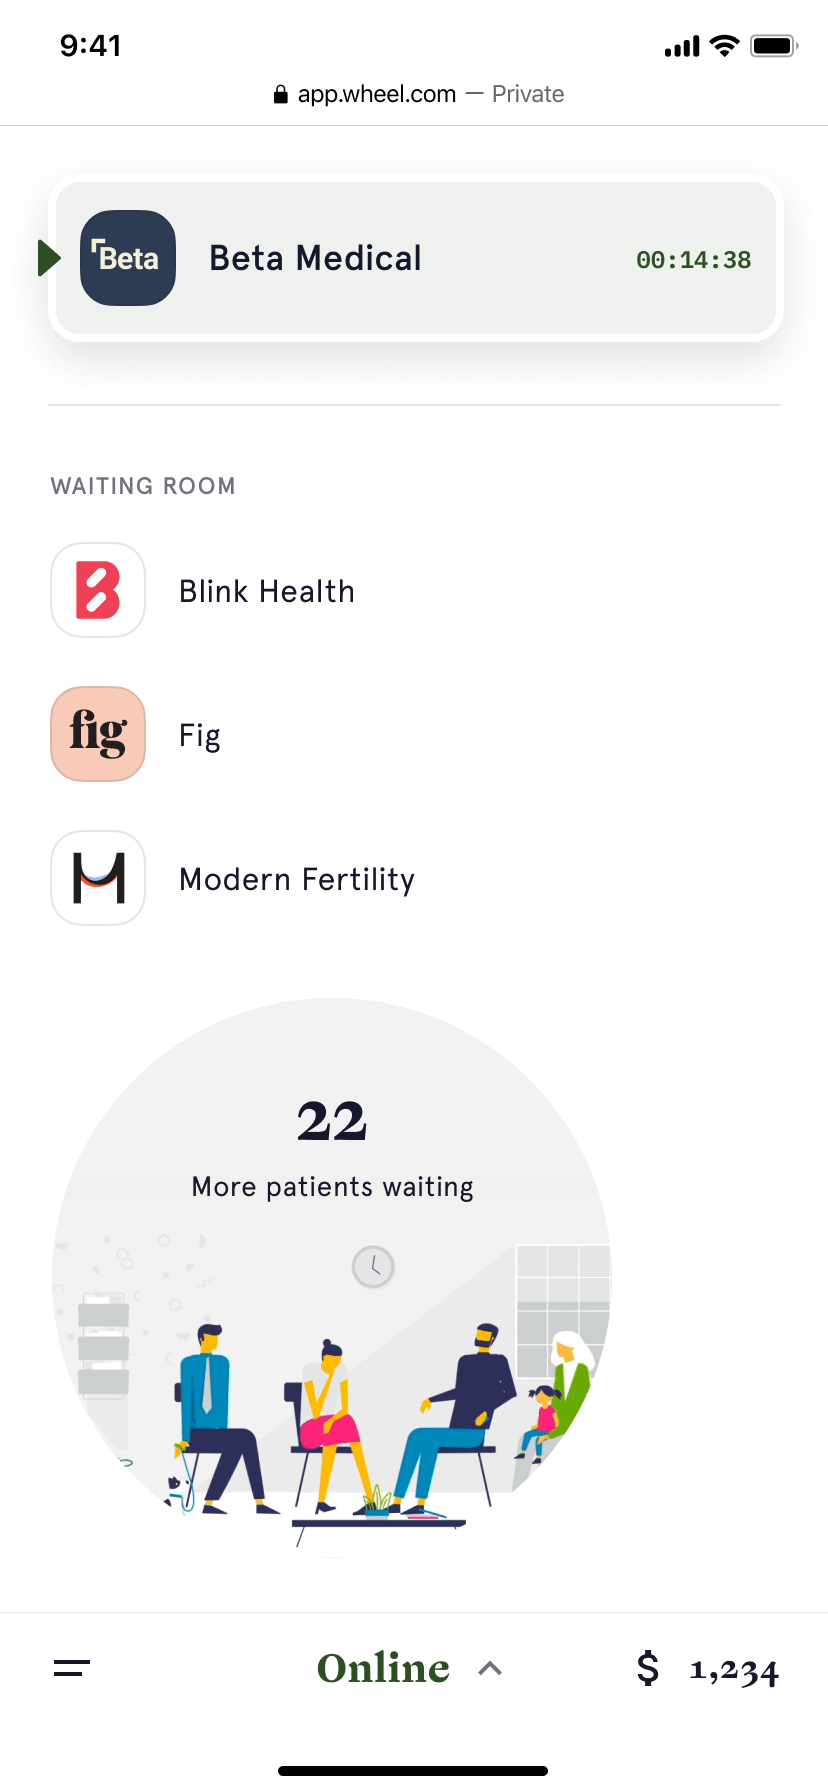 9:41
app.wheel.com — Private
Beta
Beta Medical
00:14:38
WAITING ROOM
B
Blink Health
fig
Fig
M
Modern Fertility
22
More patients waiting
Online
$ 1,234